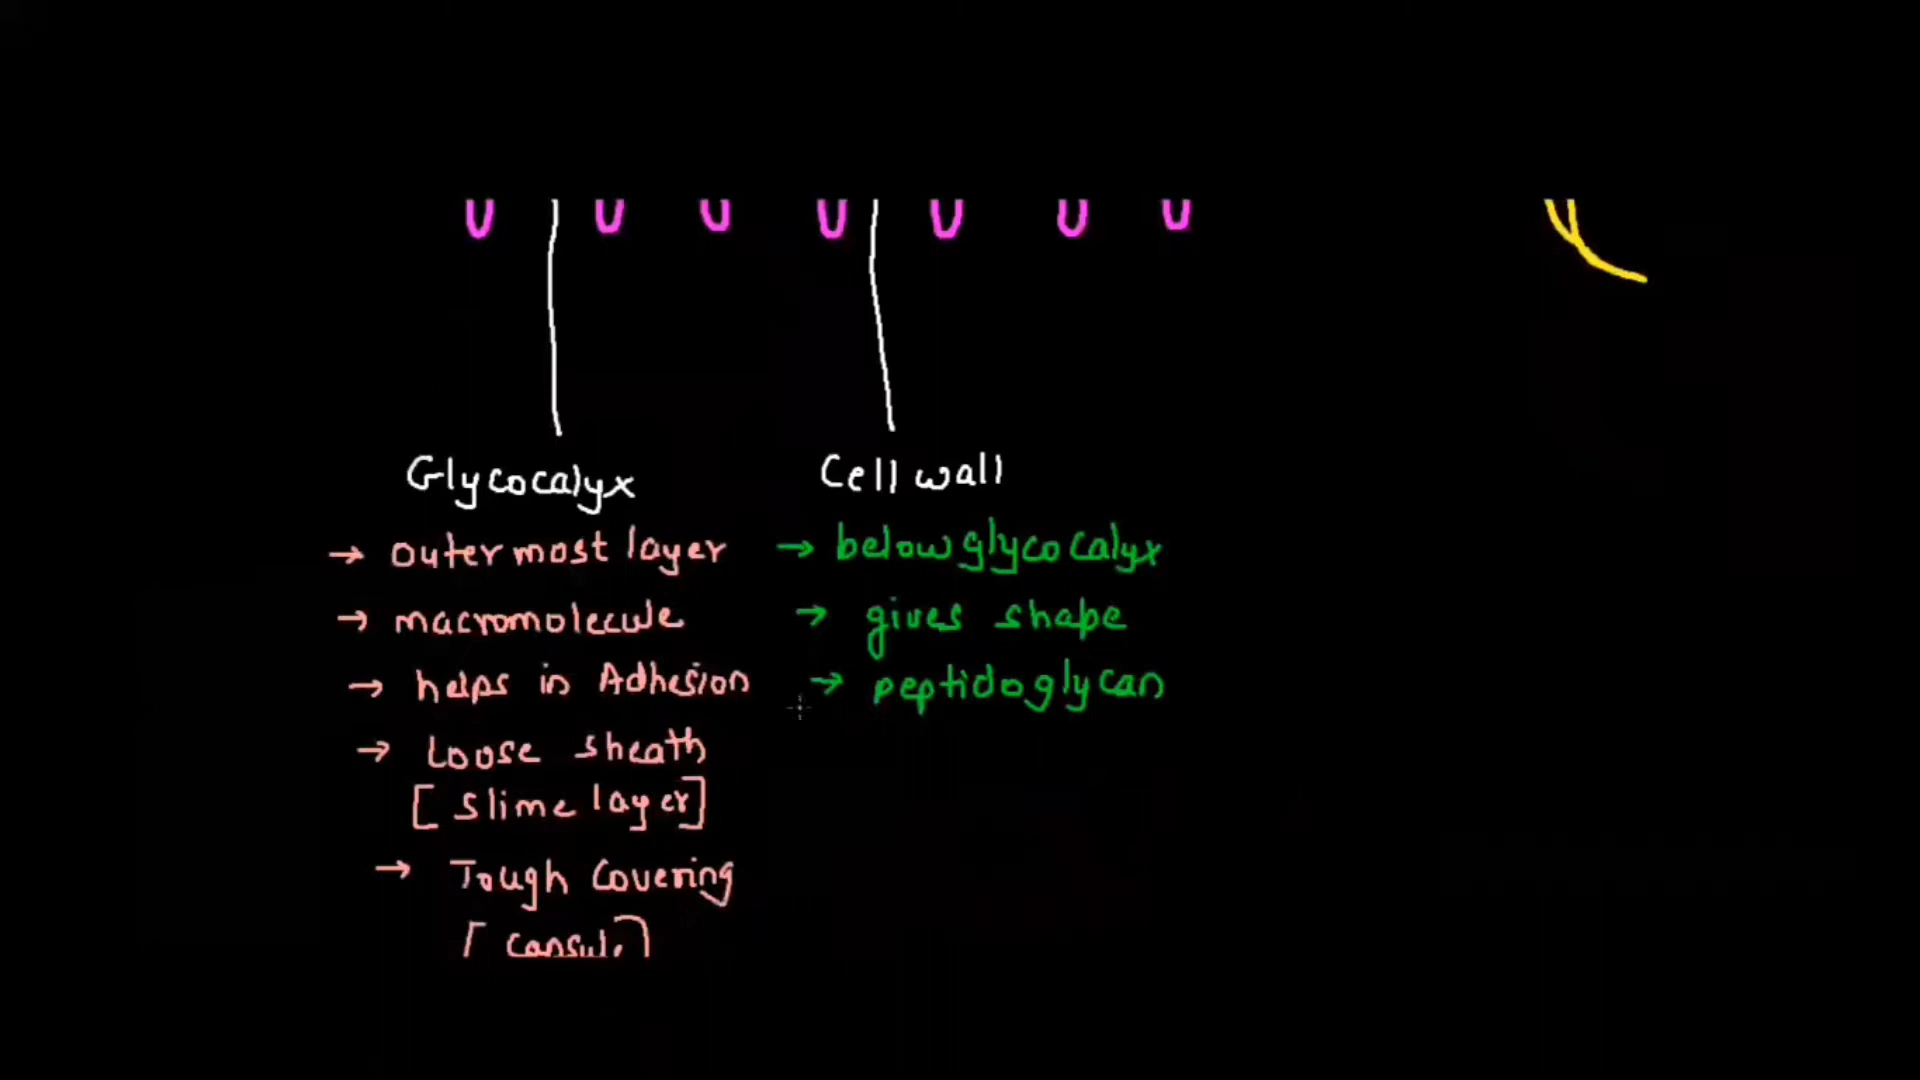 Glycocalyx
→ outermost layer
→ macromolecule
→ helps in Adhesion
→ Loose sheath
[slime layer]
→ Tough Covering
Cell wall
→ below glycocalyx
→ gives shape
→ peptidoglycan